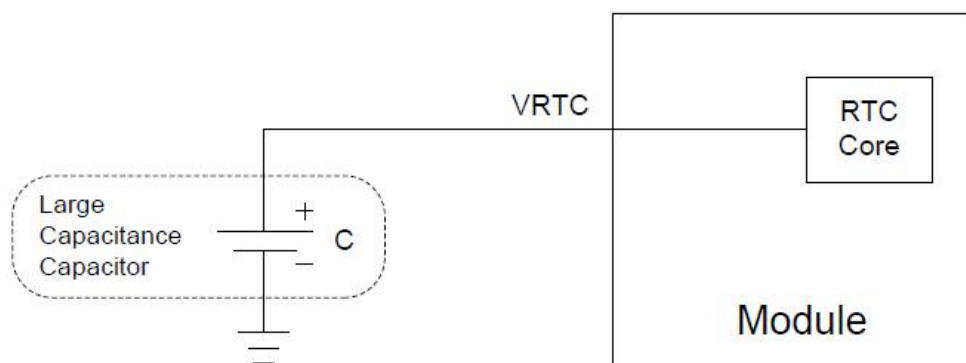 VRTC
RTC
Core
Large
Capacitance
Capacitor
+
C
−
Module